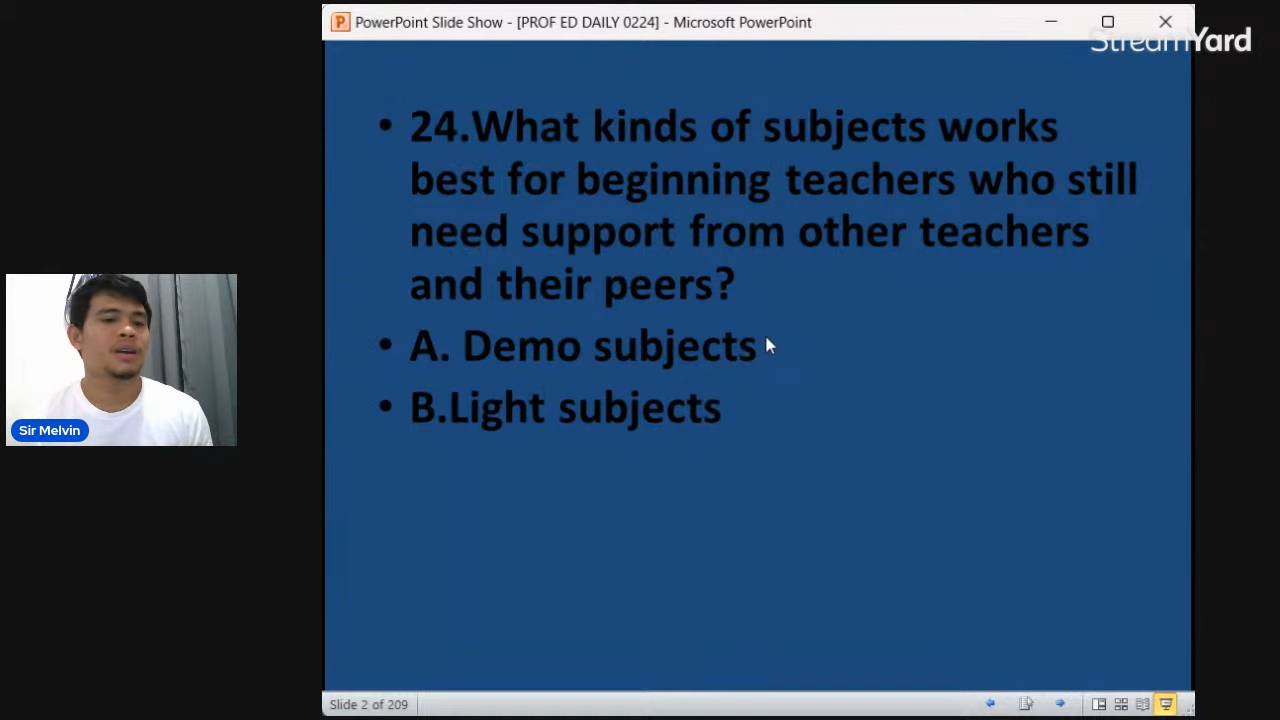 PowerPoint Slide Show - [PROF ED DAILY 0224] - Microsoft PowerPoint
StreamYard
• 24.What kinds of subjects works
best for beginning teachers who still
need support from other teachers
and their peers?
• A. Demo subjects
• B.Light subjects
Sir Melvin
Slide 2 of 209